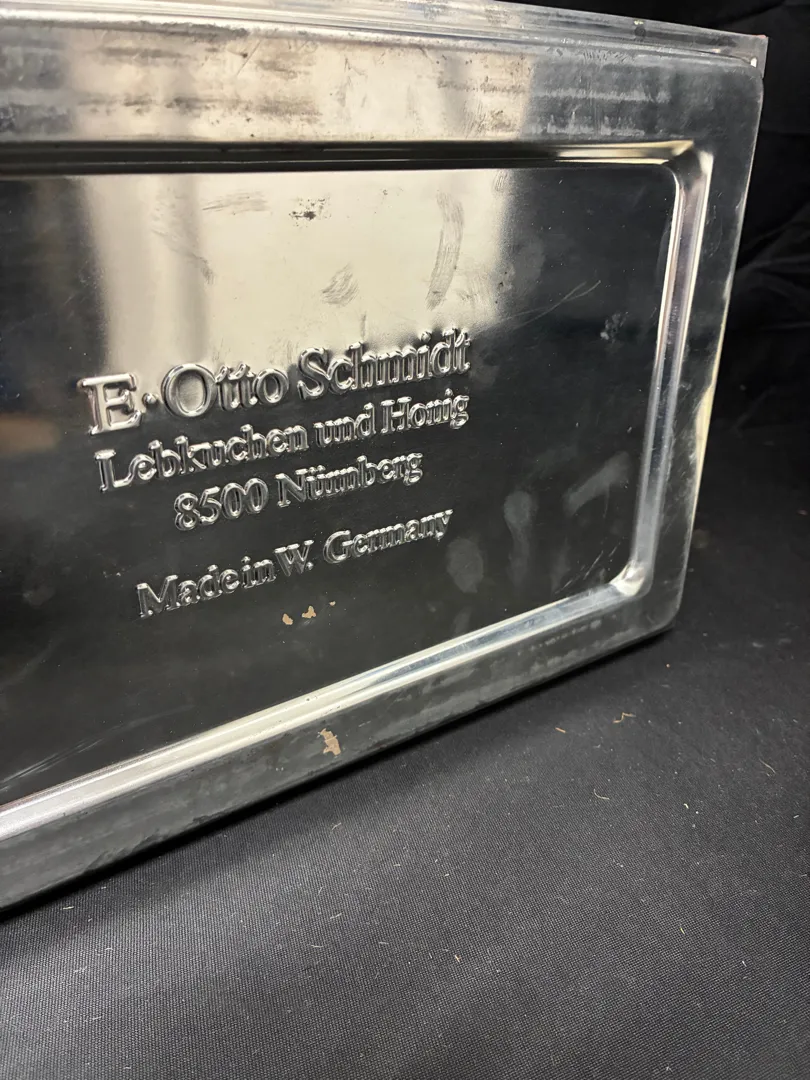 E·Otto Schmidt
Lebkuchen und Honig
8500 Nürnberg
Made in W. Germany